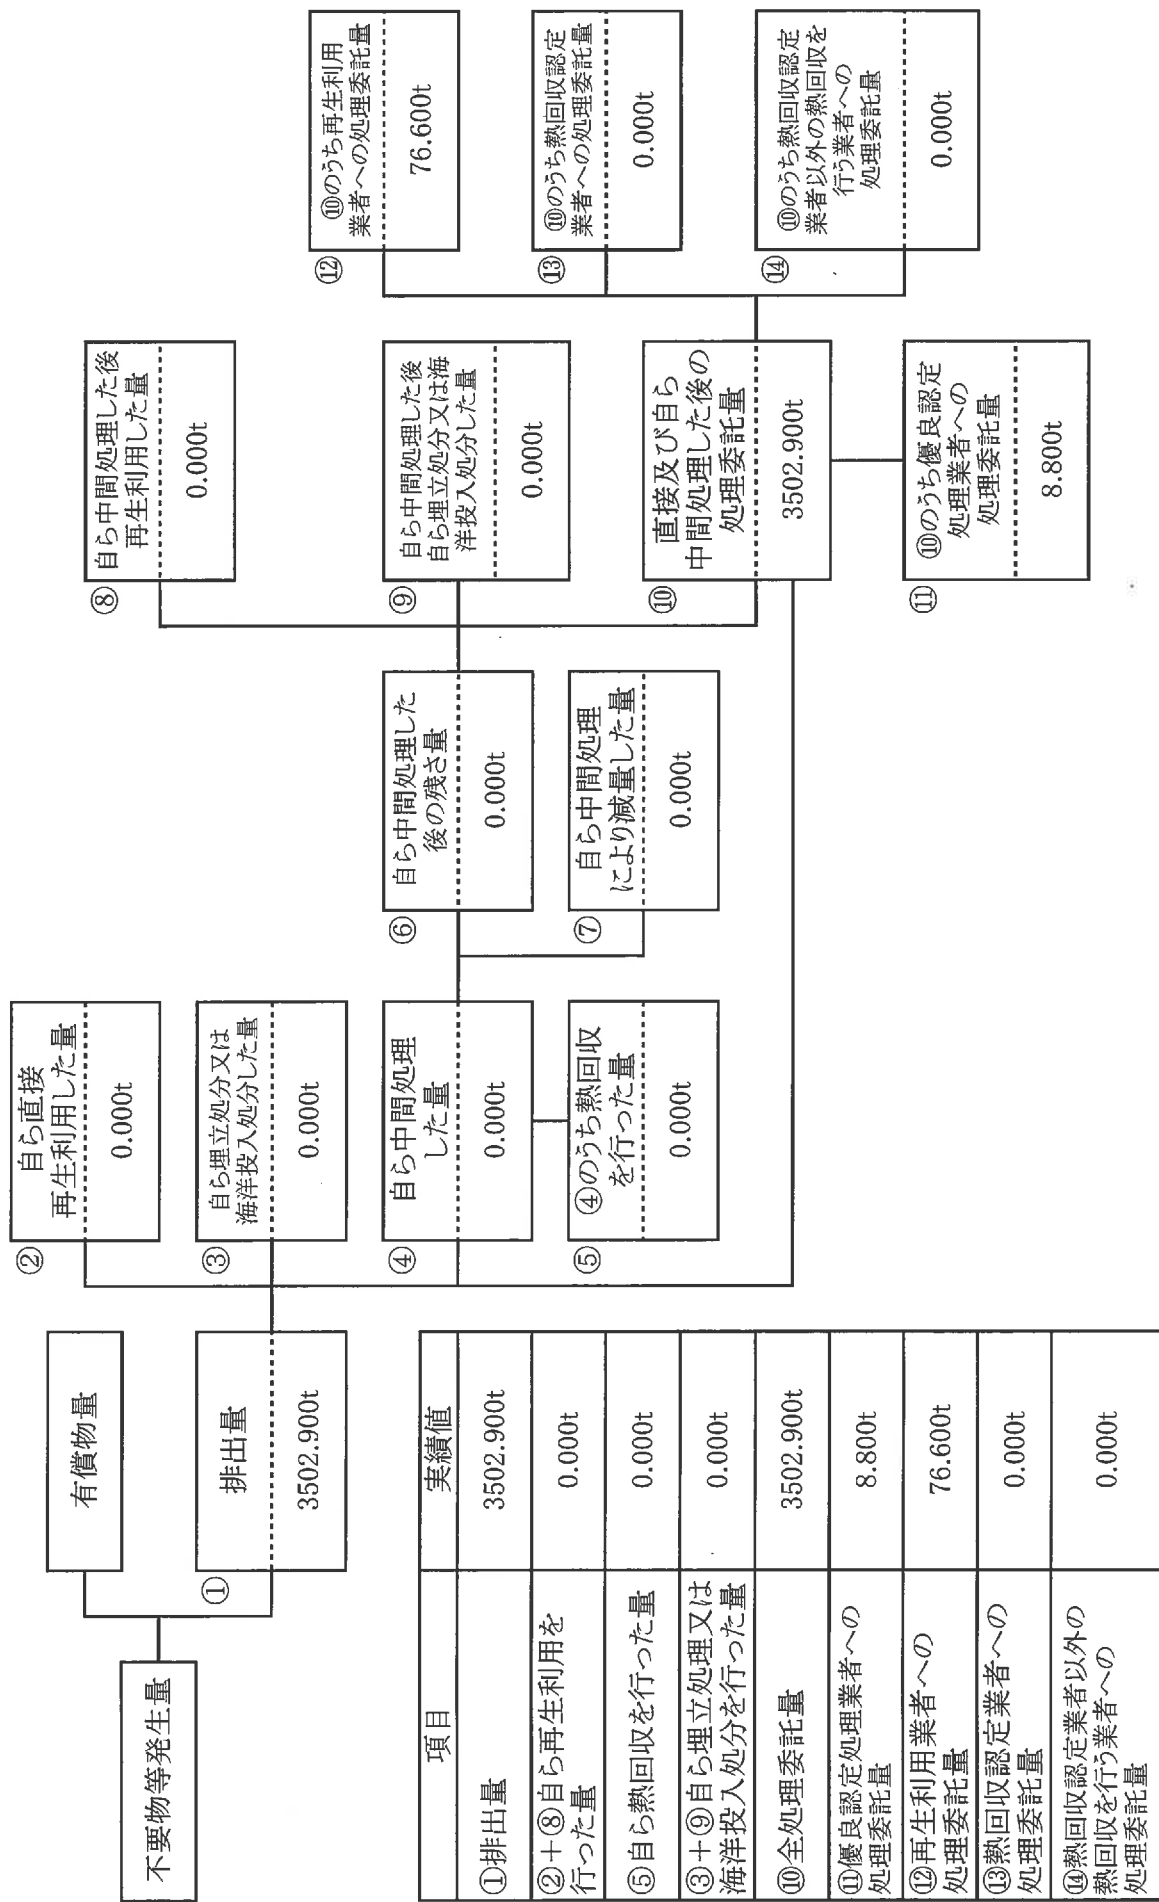 不要物等発生量
有償物量
①
排出量
3502.900t
②
自ら直接
再生利用した量
0.000t
③
自ら埋立処分又は
海洋投入処分した量
0.000t
④
自ら中間処理
した量
0.000t
⑤
④のうち熱回収
を行った量
0.000t
⑥
自ら中間処理した
後の残さ量
0.000t
⑦
自ら中間処理
により減量した量
0.000t
⑧
自ら中間処理した後
再生利用した量
0.000t
⑨
自ら中間処理した後
自ら埋立処分又は海
洋投入処分した量
0.000t
⑩
直接及び自ら
中間処理した後の
処理委託量
3502.900t
⑪
⑩のうち優良認定
処理業者への
処理委託量
8.800t
⑫
⑩のうち再生利用
業者への処理委託量
76.600t
⑬
⑩のうち熱回収認定
業者への処理委託量
0.000t
⑭
⑩のうち熱回収認定
業者以外の熱回収を
行う業者への
処理委託量
0.000t
項目 実績値
①排出量 3502.900t
②+⑧自ら再生利用を
行った量 0.000t
⑤自ら熱回収を行った量 0.000t
③+⑨自ら埋立処理又は
海洋投入処分を行った量 0.000t
⑩全処理委託量 3502.900t
⑪優良認定処理業者への
処理委託量 8.800t
⑫再生利用業者への
処理委託量 76.600t
⑬熱回収認定業者への
処理委託量 0.000t
⑭熱回収認定業者以外の
熱回収を行う業者への
処理委託量 0.000t